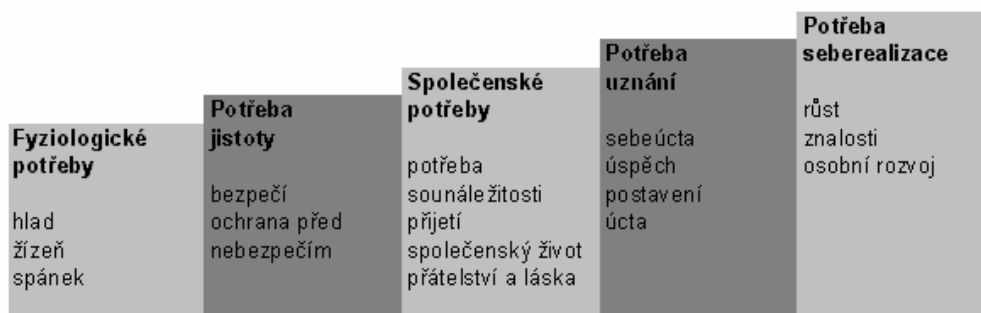 Fyziologické
potřeby
hlad
žízeň
spánek
Potřeba
jistoty
bezpečí
ochrana před
nebezpečím
Společenské
potřeby
potřeba
sounáležitosti
přijetí
společenský život
přátelství a láska
Potřeba
uznání
sebeúcta
úspěch
postavení
úcta
Potřeba
seberealizace
růst
znalosti
osobní rozvoj